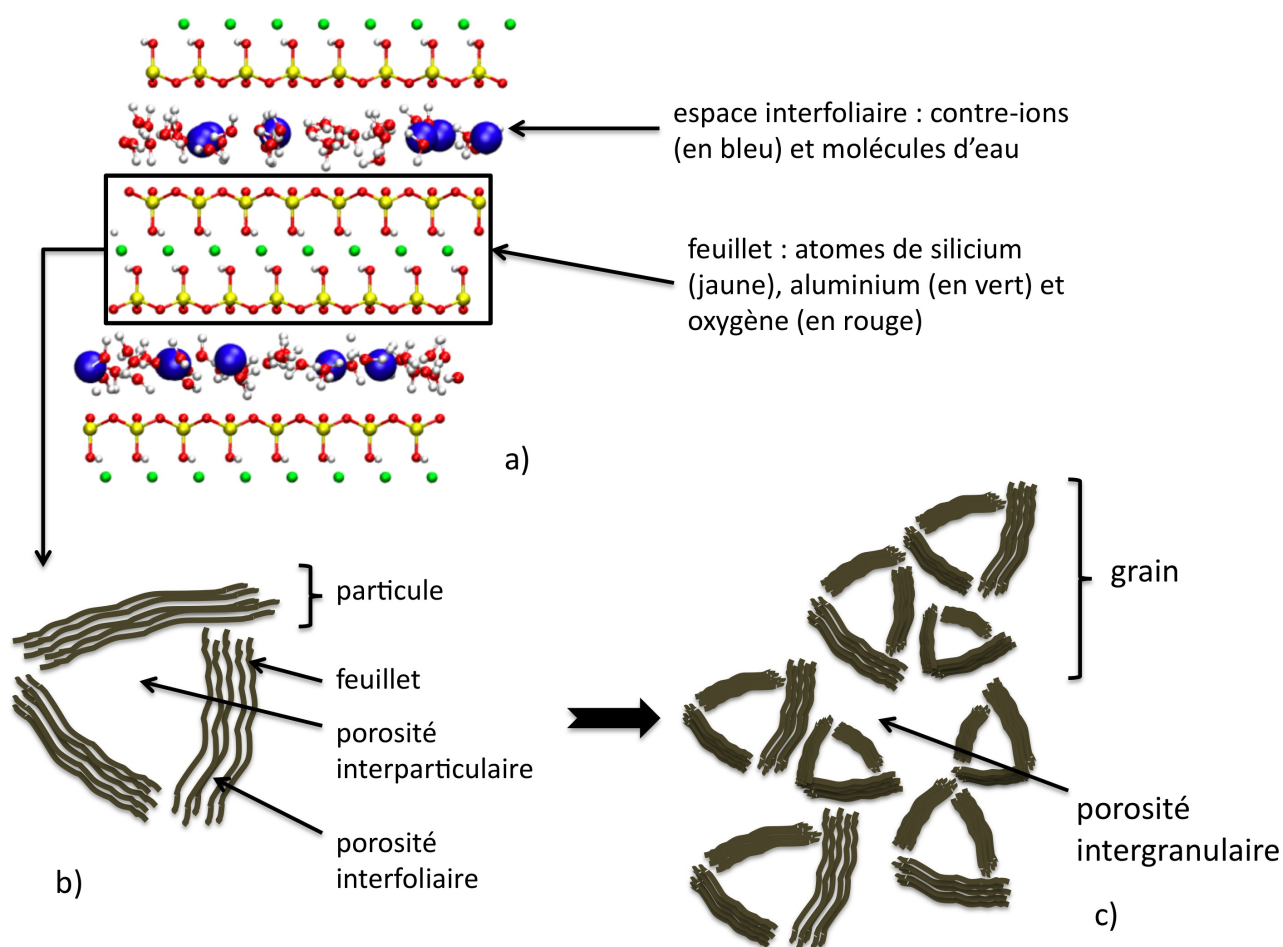 espace interfoliaire : contre-ions
(en bleu) et molécules d’eau
feuillet : atomes de silicium
(jaune), aluminium (en vert) et
oxygène (en rouge)
a)
particule
feuillet
porosité
interparticulaire
porosité
interfoliaire
b)
grain
porosité
intergranulaire
c)